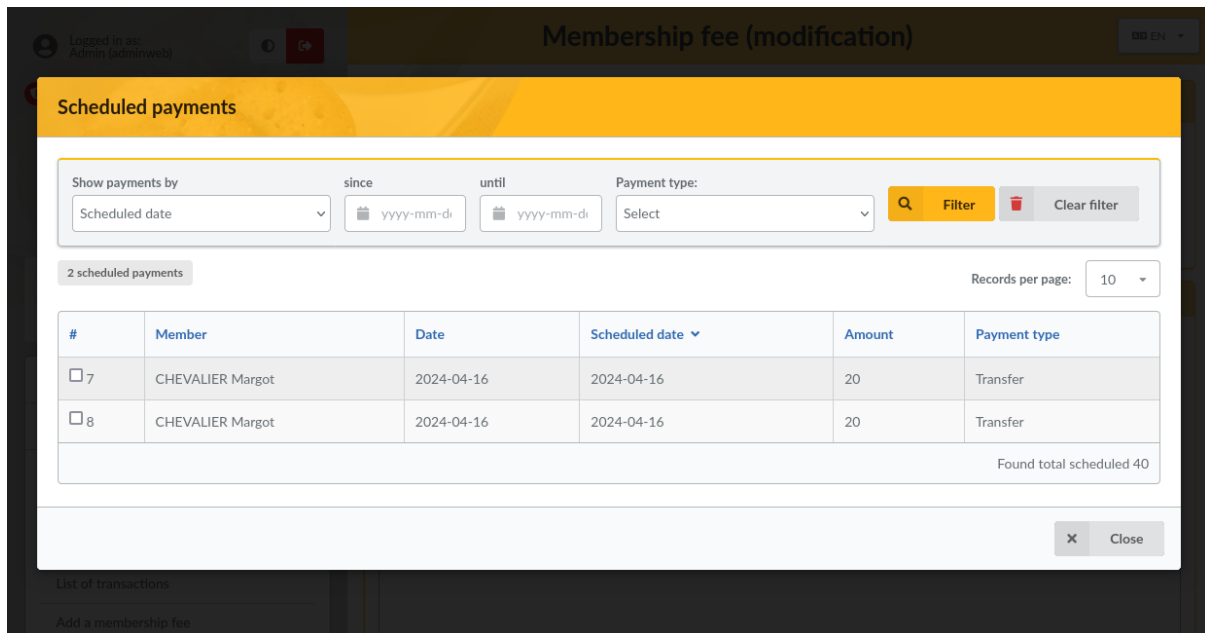 Logged in as:
Admin (adminweb)
Membership fee (modification)
EN
Scheduled payments
Show payments by
since
until
Payment type:
Scheduled date
yyyy-mm-d
yyyy-mm-d
Select
Filter
Clear filter
2 scheduled payments
Records per page:
10
# Member Date Scheduled date Amount Payment type
7 CHEVALIER Margot 2024-04-16 2024-04-16 20 Transfer
8 CHEVALIER Margot 2024-04-16 2024-04-16 20 Transfer
Found total scheduled 40
Close
List of transactions
Add a membership fee